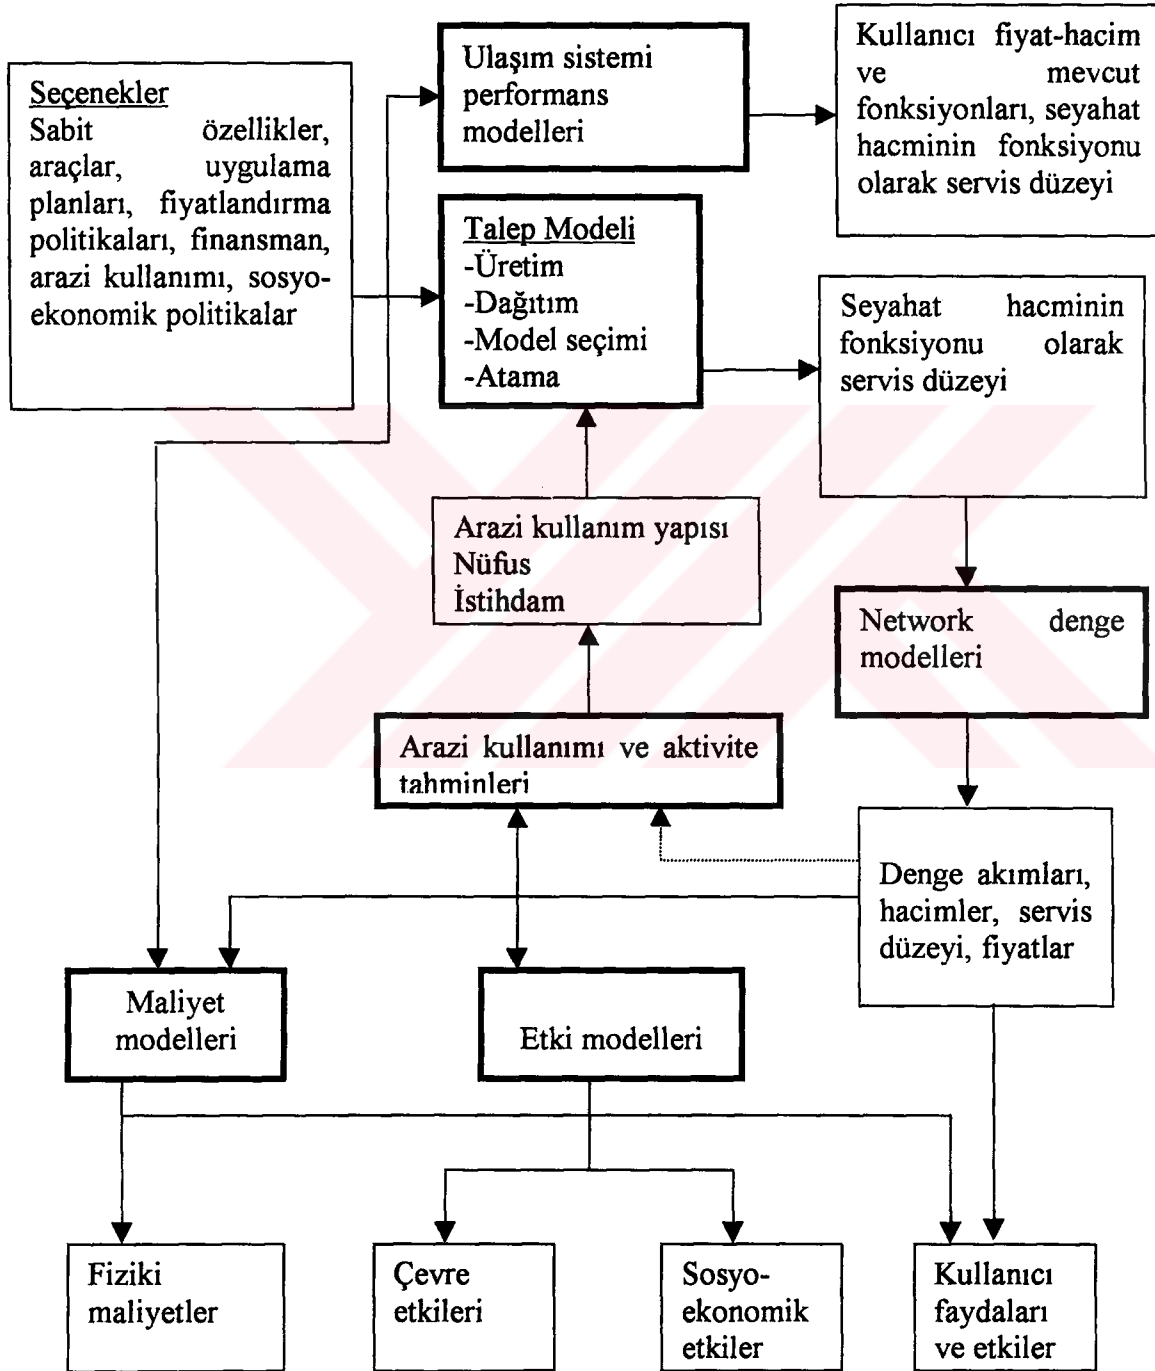 Seçenekler
Sabit özellikler,
araçlar, uygulama
planları, fiyatlandırma
politikaları, finansman,
arazi kullanımı, sosyo-
ekonomik politikalar
Ulaşım sistemi
performans
modelleri
Kullanıcı fiyat-hacim
ve mevcut
fonksiyonları, seyahat
hacminin fonksiyonu
olarak servis düzeyi
Talep Modeli
-Üretim
-Dağıtım
-Model seçimi
-Atama
Seyahat hacminin
fonksiyonu olarak
servis düzeyi
Arazi kullanım yapısı
Nüfus
İstihdam
Network denge
modelleri
Arazi kullanımı ve aktivite
tahminleri
Denge akımları,
hacimler, servis
düzeyi, fiyatlar
Maliyet
modelleri
Etki modelleri
Fiziki
maliyetler
Çevre
etkileri
Sosyo-
ekonomik
etkiler
Kullanıcı
faydaları
ve etkiler